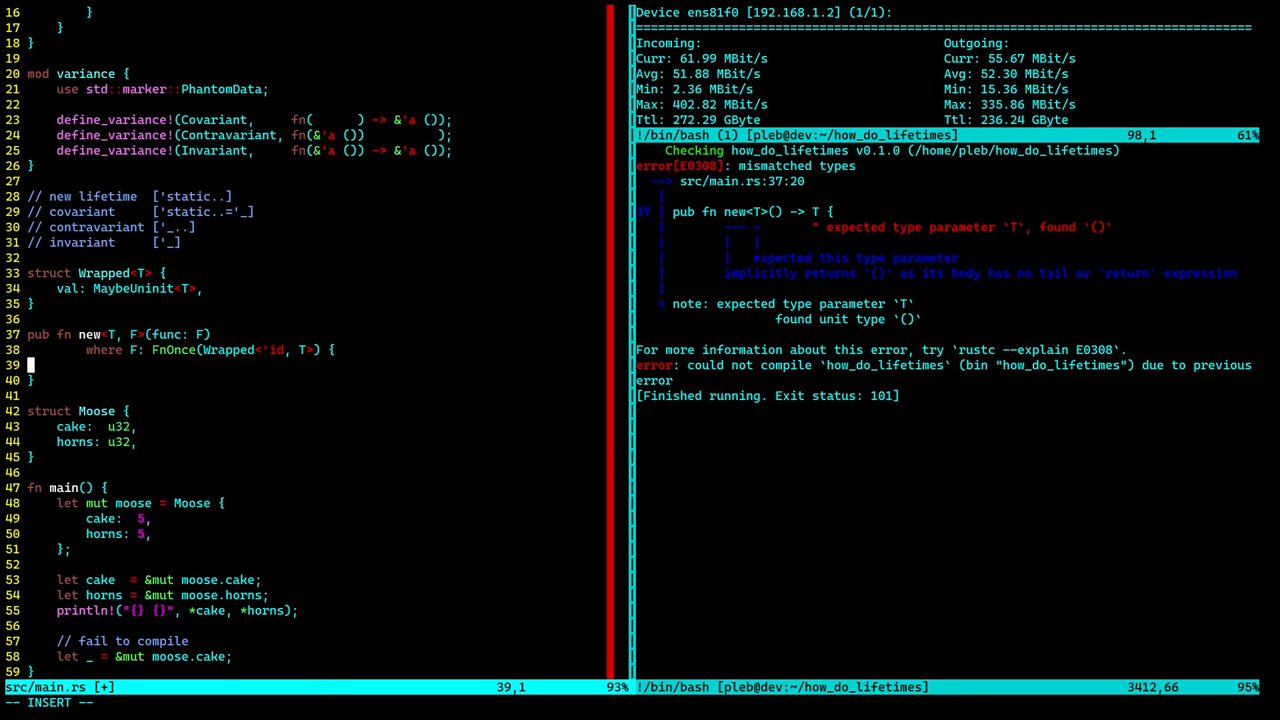 16         }
17     }
18 }
19
20 mod variance {
21     use std::marker::PhantomData;
22
23     define_variance!(Covariant,     fn(      ) -> &'a ());
24     define_variance!(Contravariant, fn(&'a ())          );
25     define_variance!(Invariant,     fn(&'a ()) -> &'a ());
26 }
27
28 // new lifetime  ['static..]
29 // covariant     ['static..='_]
30 // contravariant ['_..]
31 // invariant     ['_]
32
33 struct Wrapped<T> {
34     val: MaybeUninit<T>,
35 }
36
37 pub fn new<T, F>(func: F)
38         where F: FnOnce(Wrapped<'id, T>) {
39
40 }
41
42 struct Moose {
43     cake:  u32,
44     horns: u32,
45 }
46
47 fn main() {
48     let mut moose = Moose {
49         cake:  5,
50         horns: 5,
51     };
52
53     let cake  = &mut moose.cake;
54     let horns = &mut moose.horns;
55     println!("{} {}", *cake, *horns);
56
57     // fail to compile
58     let _ = &mut moose.cake;
59 }
src/main.rs [+] 39,1 93%
-- INSERT --
Device ens81f0 [192.168.1.2] (1/1):
=====================================================================================
Incoming: Outgoing:
Curr: 61.99 MBit/s Curr: 55.67 MBit/s
Avg: 51.88 MBit/s Avg: 52.30 MBit/s
Min: 2.36 MBit/s Min: 15.36 MBit/s
Max: 402.82 MBit/s Max: 335.86 MBit/s
Ttl: 272.29 GByte Ttl: 236.24 GByte
!/bin/bash (1) [pleb@dev:~/how_do_lifetimes] 98,1 61%
    Checking how_do_lifetimes v0.1.0 (/home/pleb/how_do_lifetimes)
error[E0308]: mismatched types
  --> src/main.rs:37:20
   |
37 | pub fn new<T>() -> T {
   |        --- -       ^ expected type parameter `T`, found `()`
   |        |   |
   |        |   expected this type parameter
   |        implicitly returns `()` as its body has no tail or `return` expression
   |
   = note: expected type parameter `T`
                   found unit type `()`

For more information about this error, try `rustc --explain E0308`.
error: could not compile `how_do_lifetimes` (bin "how_do_lifetimes") due to previous
error
[Finished running. Exit status: 101]
!/bin/bash [pleb@dev:~/how_do_lifetimes] 3412,66 95%